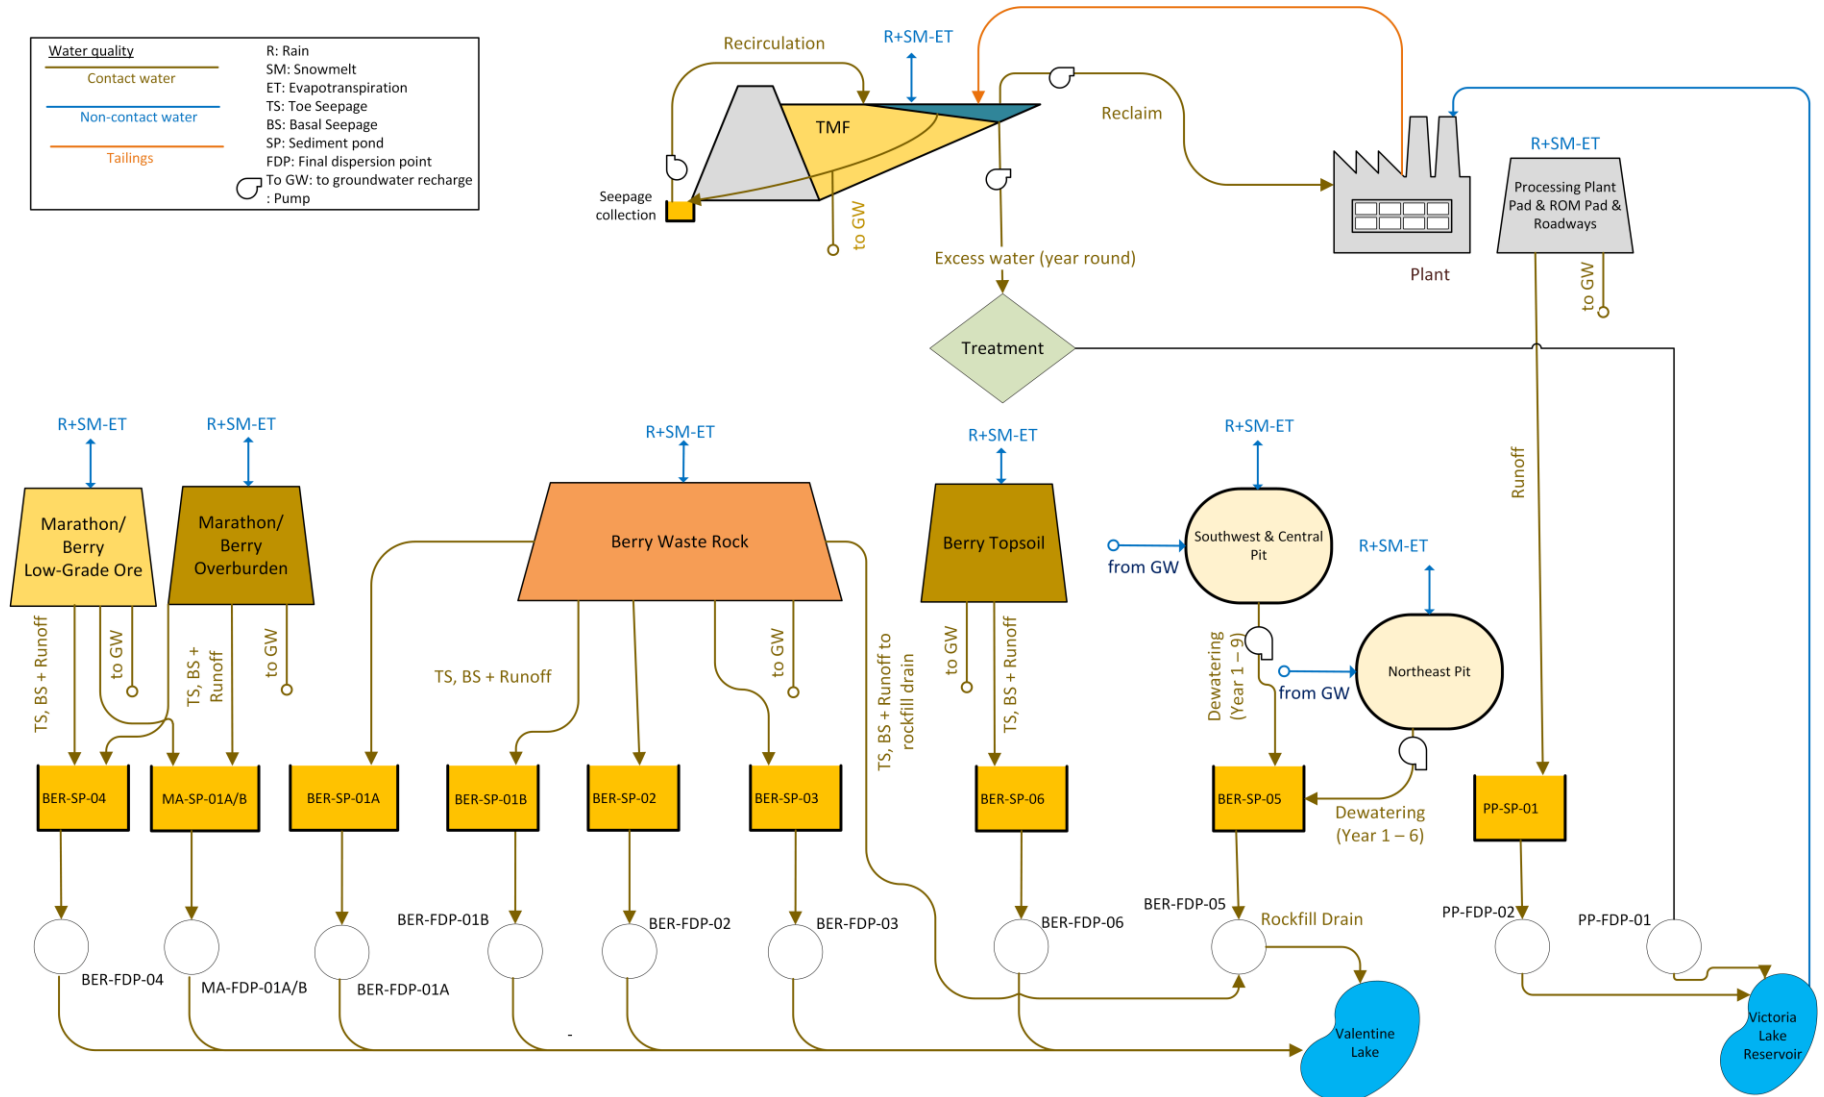 Water quality
Contact water
Non-contact water
Tailings
R: Rain
SM: Snowmelt
ET: Evapotranspiration
TS: Toe Seepage
BS: Basal Seepage
SP: Sediment pond
FDP: Final dispersion point
To GW: to groundwater recharge
: Pump
Recirculation
R+SM-ET
TMF
Reclaim
Seepage
collection
to GW
Excess water (year round)
Plant
R+SM-ET
Processing Plant
Pad & ROM Pad &
Roadways
to GW
Treatment
Runoff
R+SM-ET
R+SM-ET
R+SM-ET
R+SM-ET
R+SM-ET
R+SM-ET
Marathon/
Berry
Low-Grade Ore
Marathon/
Berry
Overburden
Berry Waste Rock
Berry Topsoil
Southwest & Central
Pit
from GW
Northeast Pit
from GW
TS, BS + Runoff
to GW
TS, BS +
Runoff
to GW
TS, BS + Runoff
to GW
TS, BS + Runoff to
rockfill drain
to GW
TS, BS + Runoff
Dewatering
(Year 1 – 9)
Dewatering
(Year 1 – 6)
BER-SP-04
MA-SP-01A/B
BER-SP-01A
BER-SP-01B
BER-SP-02
BER-SP-03
BER-SP-06
BER-SP-05
PP-SP-01
BER-FDP-04
MA-FDP-01A/B
BER-FDP-01A
BER-FDP-01B
BER-FDP-02
BER-FDP-03
BER-FDP-06
BER-FDP-05
Rockfill Drain
PP-FDP-02
PP-FDP-01
-
Valentine
Lake
Victoria
Lake
Reservoir